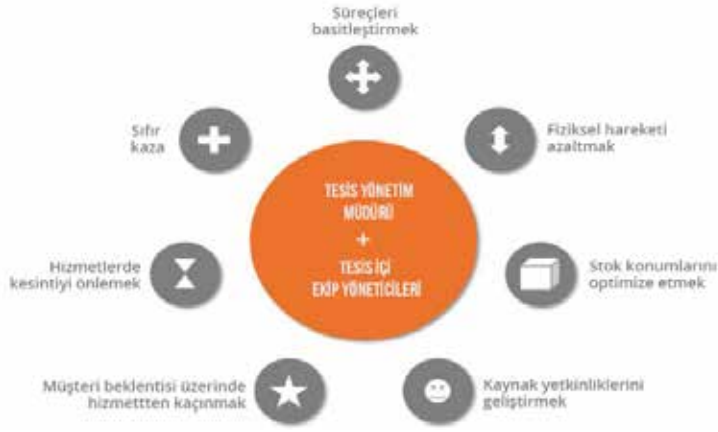 Süreçleri
basitleştirmek
Sıfır
kaza
Fiziksel hareketi
azaltmak
TESİS YÖNETİM
MÜDÜRÜ
+
TESİS İÇİ
EKİP YÖNETİCİLERİ
Hizmetlerde
kesintiyi önlemek
Stok konumlarını
optimize etmek
Müşteri beklentisi üzerinde
hizmettten kaçınmak
Kaynak yetkinliklerini
geliştirmek